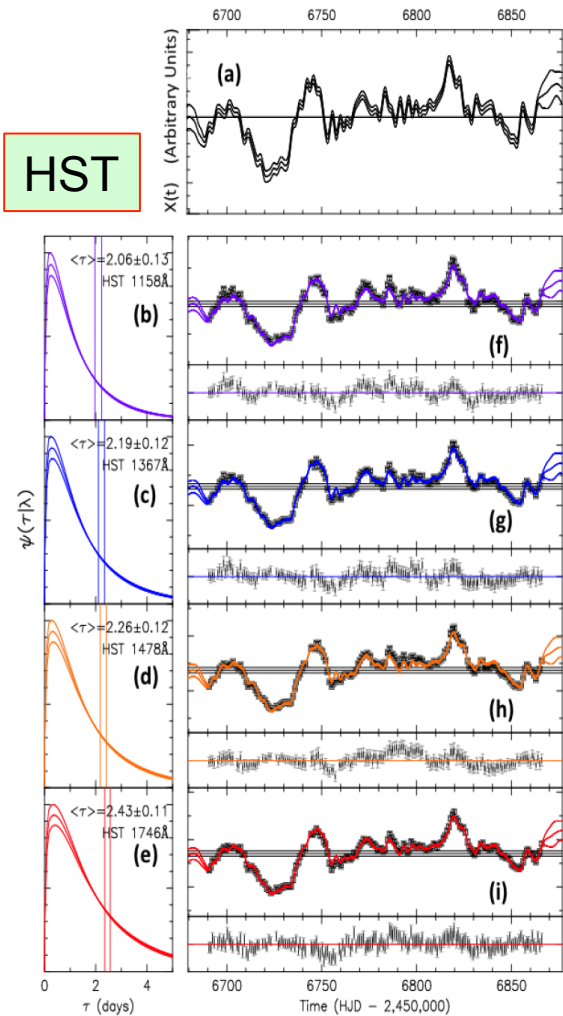 6700 6750 6800 6850
(a)
X(t) (Arbitrary Units)
HST
<τ>=2.06±0.13
HST 1158Å
(b)
(f)
<τ>=2.19±0.12
HST 1367Å
(c)
(g)
ψ(τ|λ)
<τ>=2.26±0.12
HST 1478Å
(d)
(h)
<τ>=2.43±0.11
HST 1746Å
(e)
(i)
0 2 4
6700 6750 6800 6850
τ (days)
Time (HJD − 2,450,000)